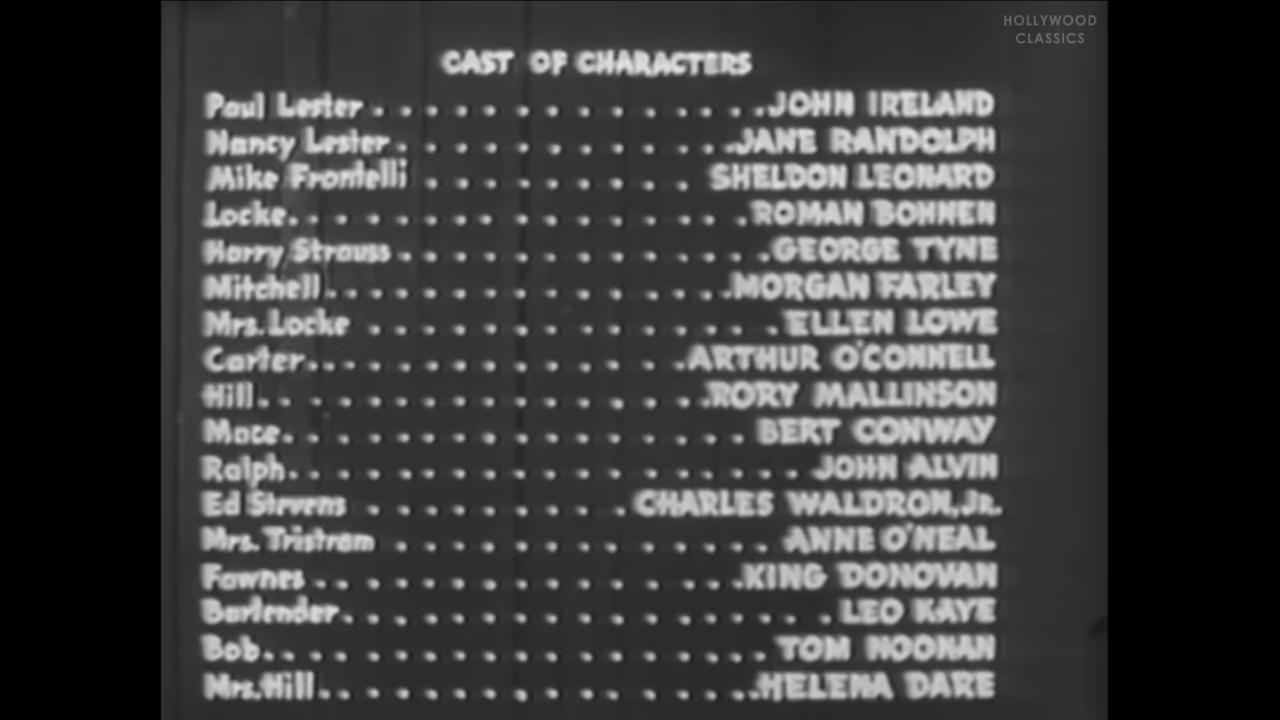 HOLLYWOOD
CLASSICS
CAST OF CHARACTERS
Paul Lester . . . . . . . . . . . . . . JOHN IRELAND
Nancy Lester . . . . . . . . . . . . . JANE RANDOLPH
Mike Frontelli . . . . . . . . . . SHELDON LEONARD
Locke . . . . . . . . . . . . . . . . . ROMAN BOHNEN
Harry Strauss . . . . . . . . . . . . . . GEORGE TYNE
Mitchell . . . . . . . . . . . . . . . MORGAN FARLEY
Mrs. Locke . . . . . . . . . . . . . . . ELLEN LOWE
Carter . . . . . . . . . . . . . . ARTHUR O'CONNELL
Hill . . . . . . . . . . . . . . . . RORY MALLINSON
Mace . . . . . . . . . . . . . . . . . BERT CONWAY
Ralph . . . . . . . . . . . . . . . . . . JOHN ALVIN
Ed Stevens . . . . . . . . . . CHARLES WALDRON, Jr.
Mrs. Tristram . . . . . . . . . . . . . . ANNE O'NEAL
Fawnes . . . . . . . . . . . . . . . . KING DONOVAN
Bartender . . . . . . . . . . . . . . . . . . LEO KAYE
Bob . . . . . . . . . . . . . . . . . . TOM NOONAN
Mrs. Hill . . . . . . . . . . . . . . . . HELENA DARE